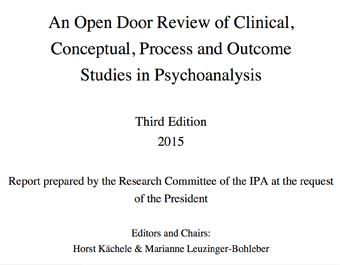 An Open Door Review of Clinical,
Conceptual, Process and Outcome
Studies in Psychoanalysis
Third Edition
2015
Report prepared by the Research Committee of the IPA at the request
of the President
Editors and Chairs:
Horst Kächele & Marianne Leuzinger-Bohleber